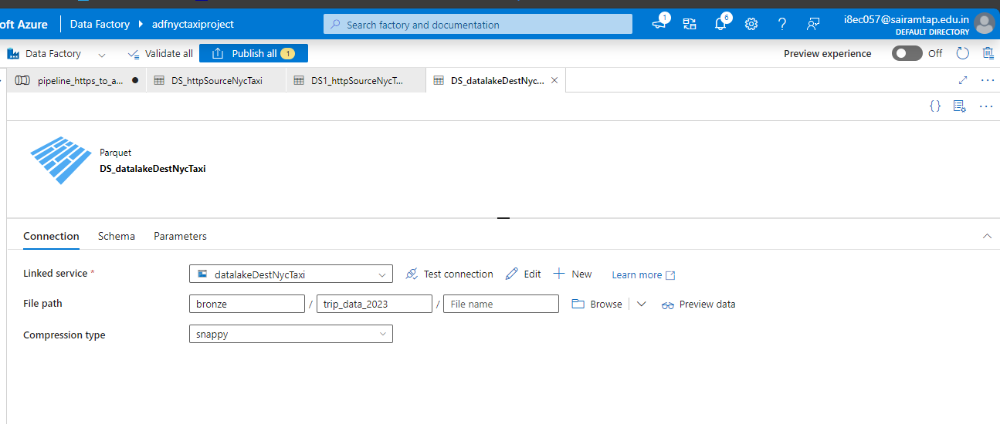 oft Azure
Data Factory
adfnyctaxiproject
Search factory and documentation
1
6
i8ec057@sairamtap.edu.in
DEFAULT DIRECTORY
Data Factory
Validate all
Publish all 1
Preview experience
Off
pipeline_https_to_a...
DS_httpSourceNycTaxi
DS1_httpSourceNycT...
DS_datalakeDestNyc...
{}
Parquet
DS_datalakeDestNycTaxi
Connection
Schema
Parameters
Linked service *
datalakeDestNycTaxi
Test connection
Edit
New
Learn more
File path
bronze / trip_data_2023 / File name
Browse
Preview data
Compression type
snappy